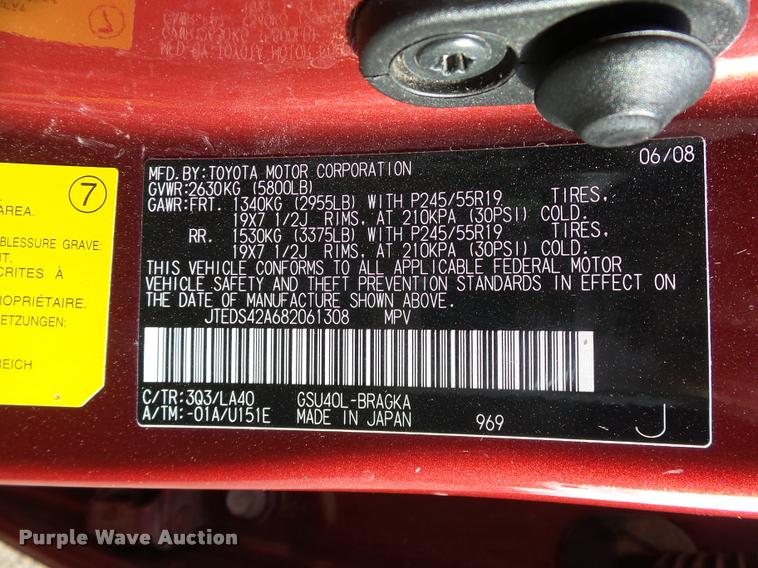 MFD.BY:TOYOTA MOTOR CORPORATION 06/08
GVWR:2630KG (5800LB)
GAWR:FRT. 1340KG (2955LB) WITH P245/55R19 TIRES,
19X7 1/2J RIMS, AT 210KPA (30PSI) COLD.
RR. 1530KG (3375LB) WITH P245/55R19 TIRES,
19X7 1/2J RIMS, AT 210KPA (30PSI) COLD.
THIS VEHICLE CONFORMS TO ALL APPLICABLE FEDERAL MOTOR
VEHICLE SAFETY AND THEFT PREVENTION STANDARDS IN EFFECT ON
THE DATE OF MANUFACTURE SHOWN ABOVE.
JTEDS42A682061308 MPV
C/TR:3Q3/LA40 GSU40L-BRAGKA
A/TM:-01A/U151E MADE IN JAPAN 969 J
7
AREA.
BLESSURE GRAVE:
NT.
CRITES À
PROPRIÉTAIRE.
REICH
Purple Wave Auction